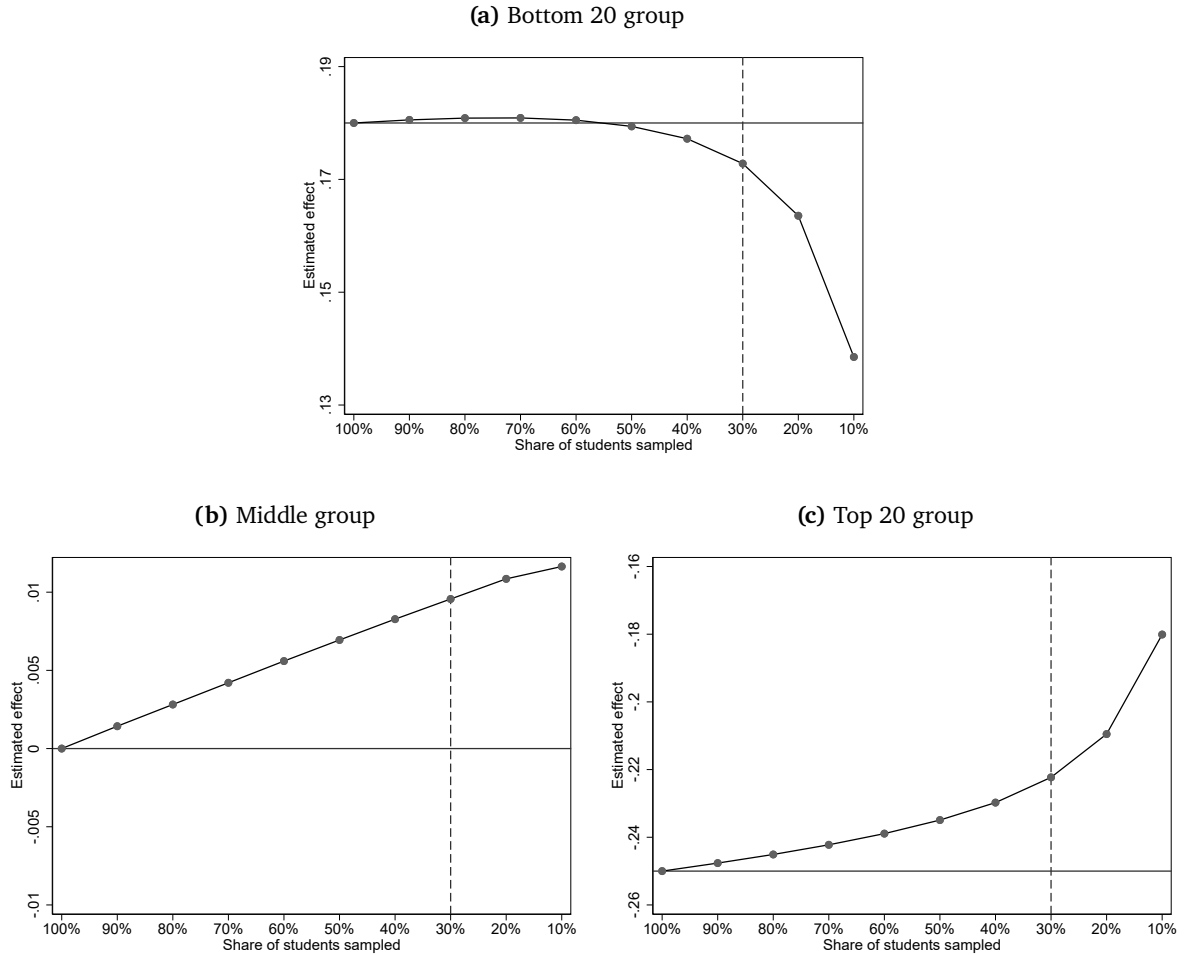 (a) Bottom 20 group
Estimated effect
.19
.17
.15
.13
100% 90% 80% 70% 60% 50% 40% 30% 20% 10%
Share of students sampled
(b) Middle group
Estimated effect
.01
.005
0
-.005
-.01
100% 90% 80% 70% 60% 50% 40% 30% 20% 10%
Share of students sampled
(c) Top 20 group
Estimated effect
-.16
-.18
-.2
-.22
-.24
-.26
100% 90% 80% 70% 60% 50% 40% 30% 20% 10%
Share of students sampled